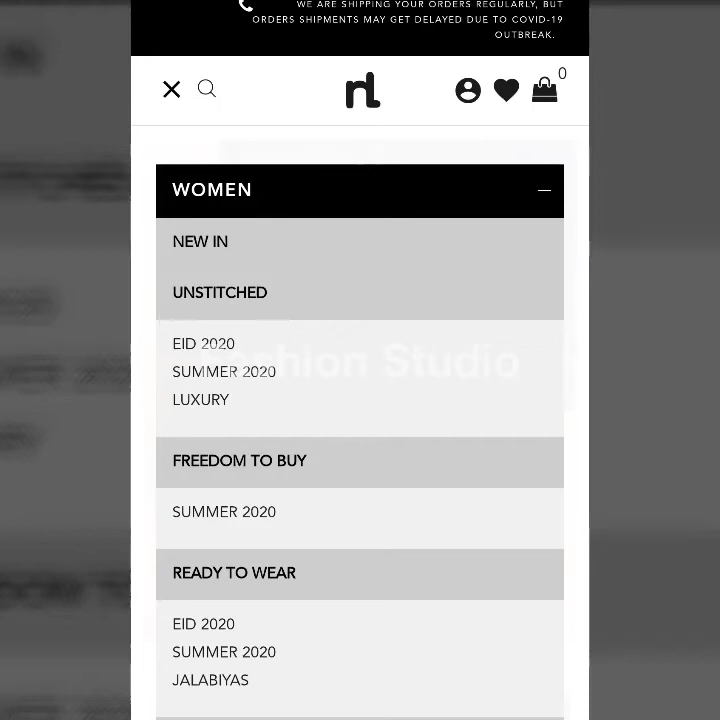 WE ARE SHIPPING YOUR ORDERS REGULARLY, BUT
ORDERS SHIPMENTS MAY GET DELAYED DUE TO COVID-19
OUTBREAK.
nL
0
WOMEN
NEW IN
UNSTITCHED
EID 2020
Fashion Studio
SUMMER 2020
LUXURY
FREEDOM TO BUY
SUMMER 2020
READY TO WEAR
EID 2020
SUMMER 2020
JALABIYAS